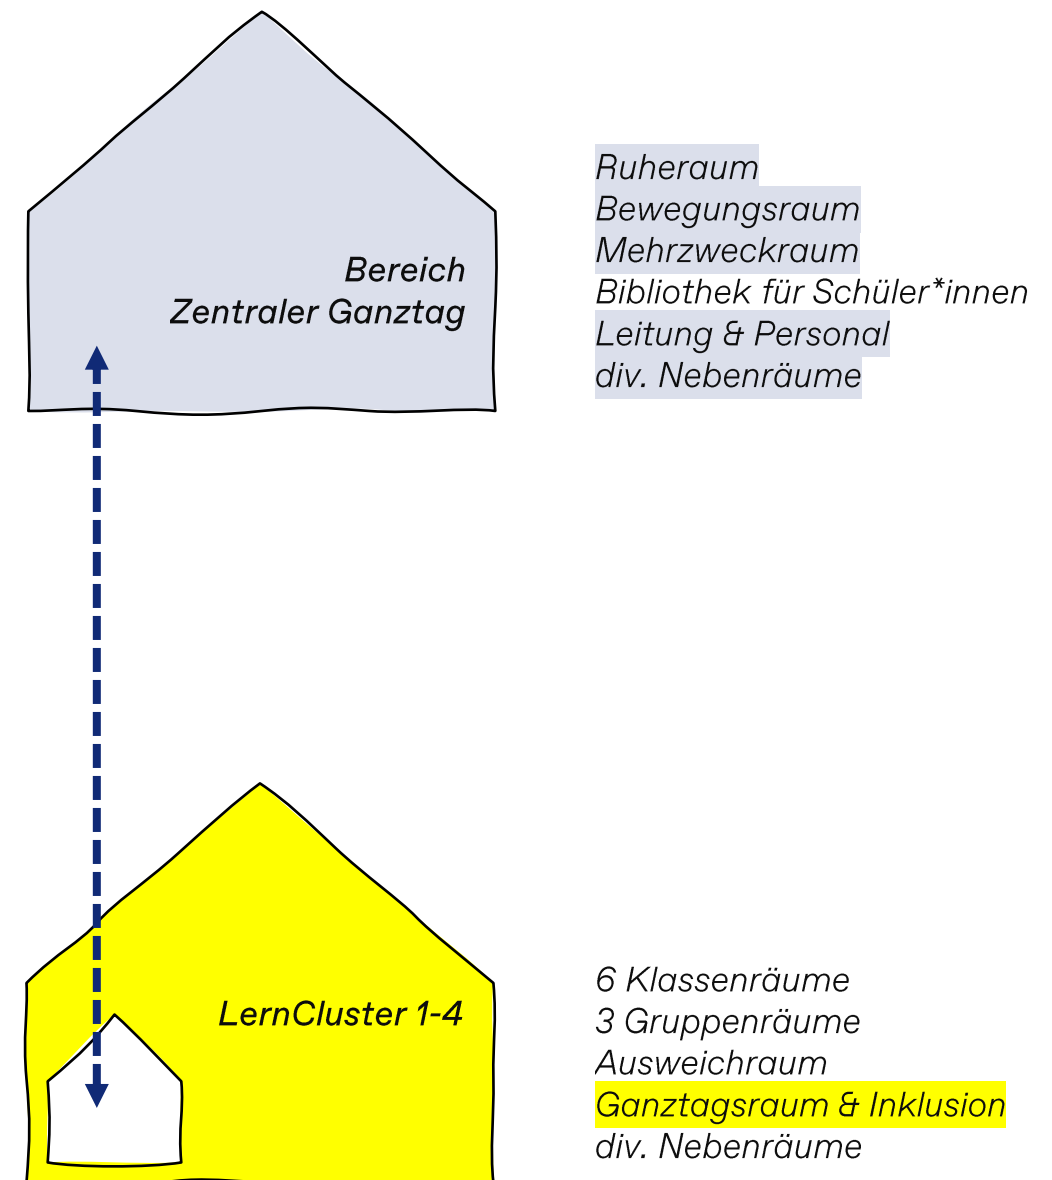 Ruheraum
Bewegungsraum
Mehrzweckraum
Bibliothek für Schüler*innen
Leitung & Personal
div. Nebenräume
Bereich
Zentraler Ganztag
LernCluster 1-4
6 Klassenräume
3 Gruppenräume
Ausweichraum
Ganztagsraum & Inklusion
div. Nebenräume